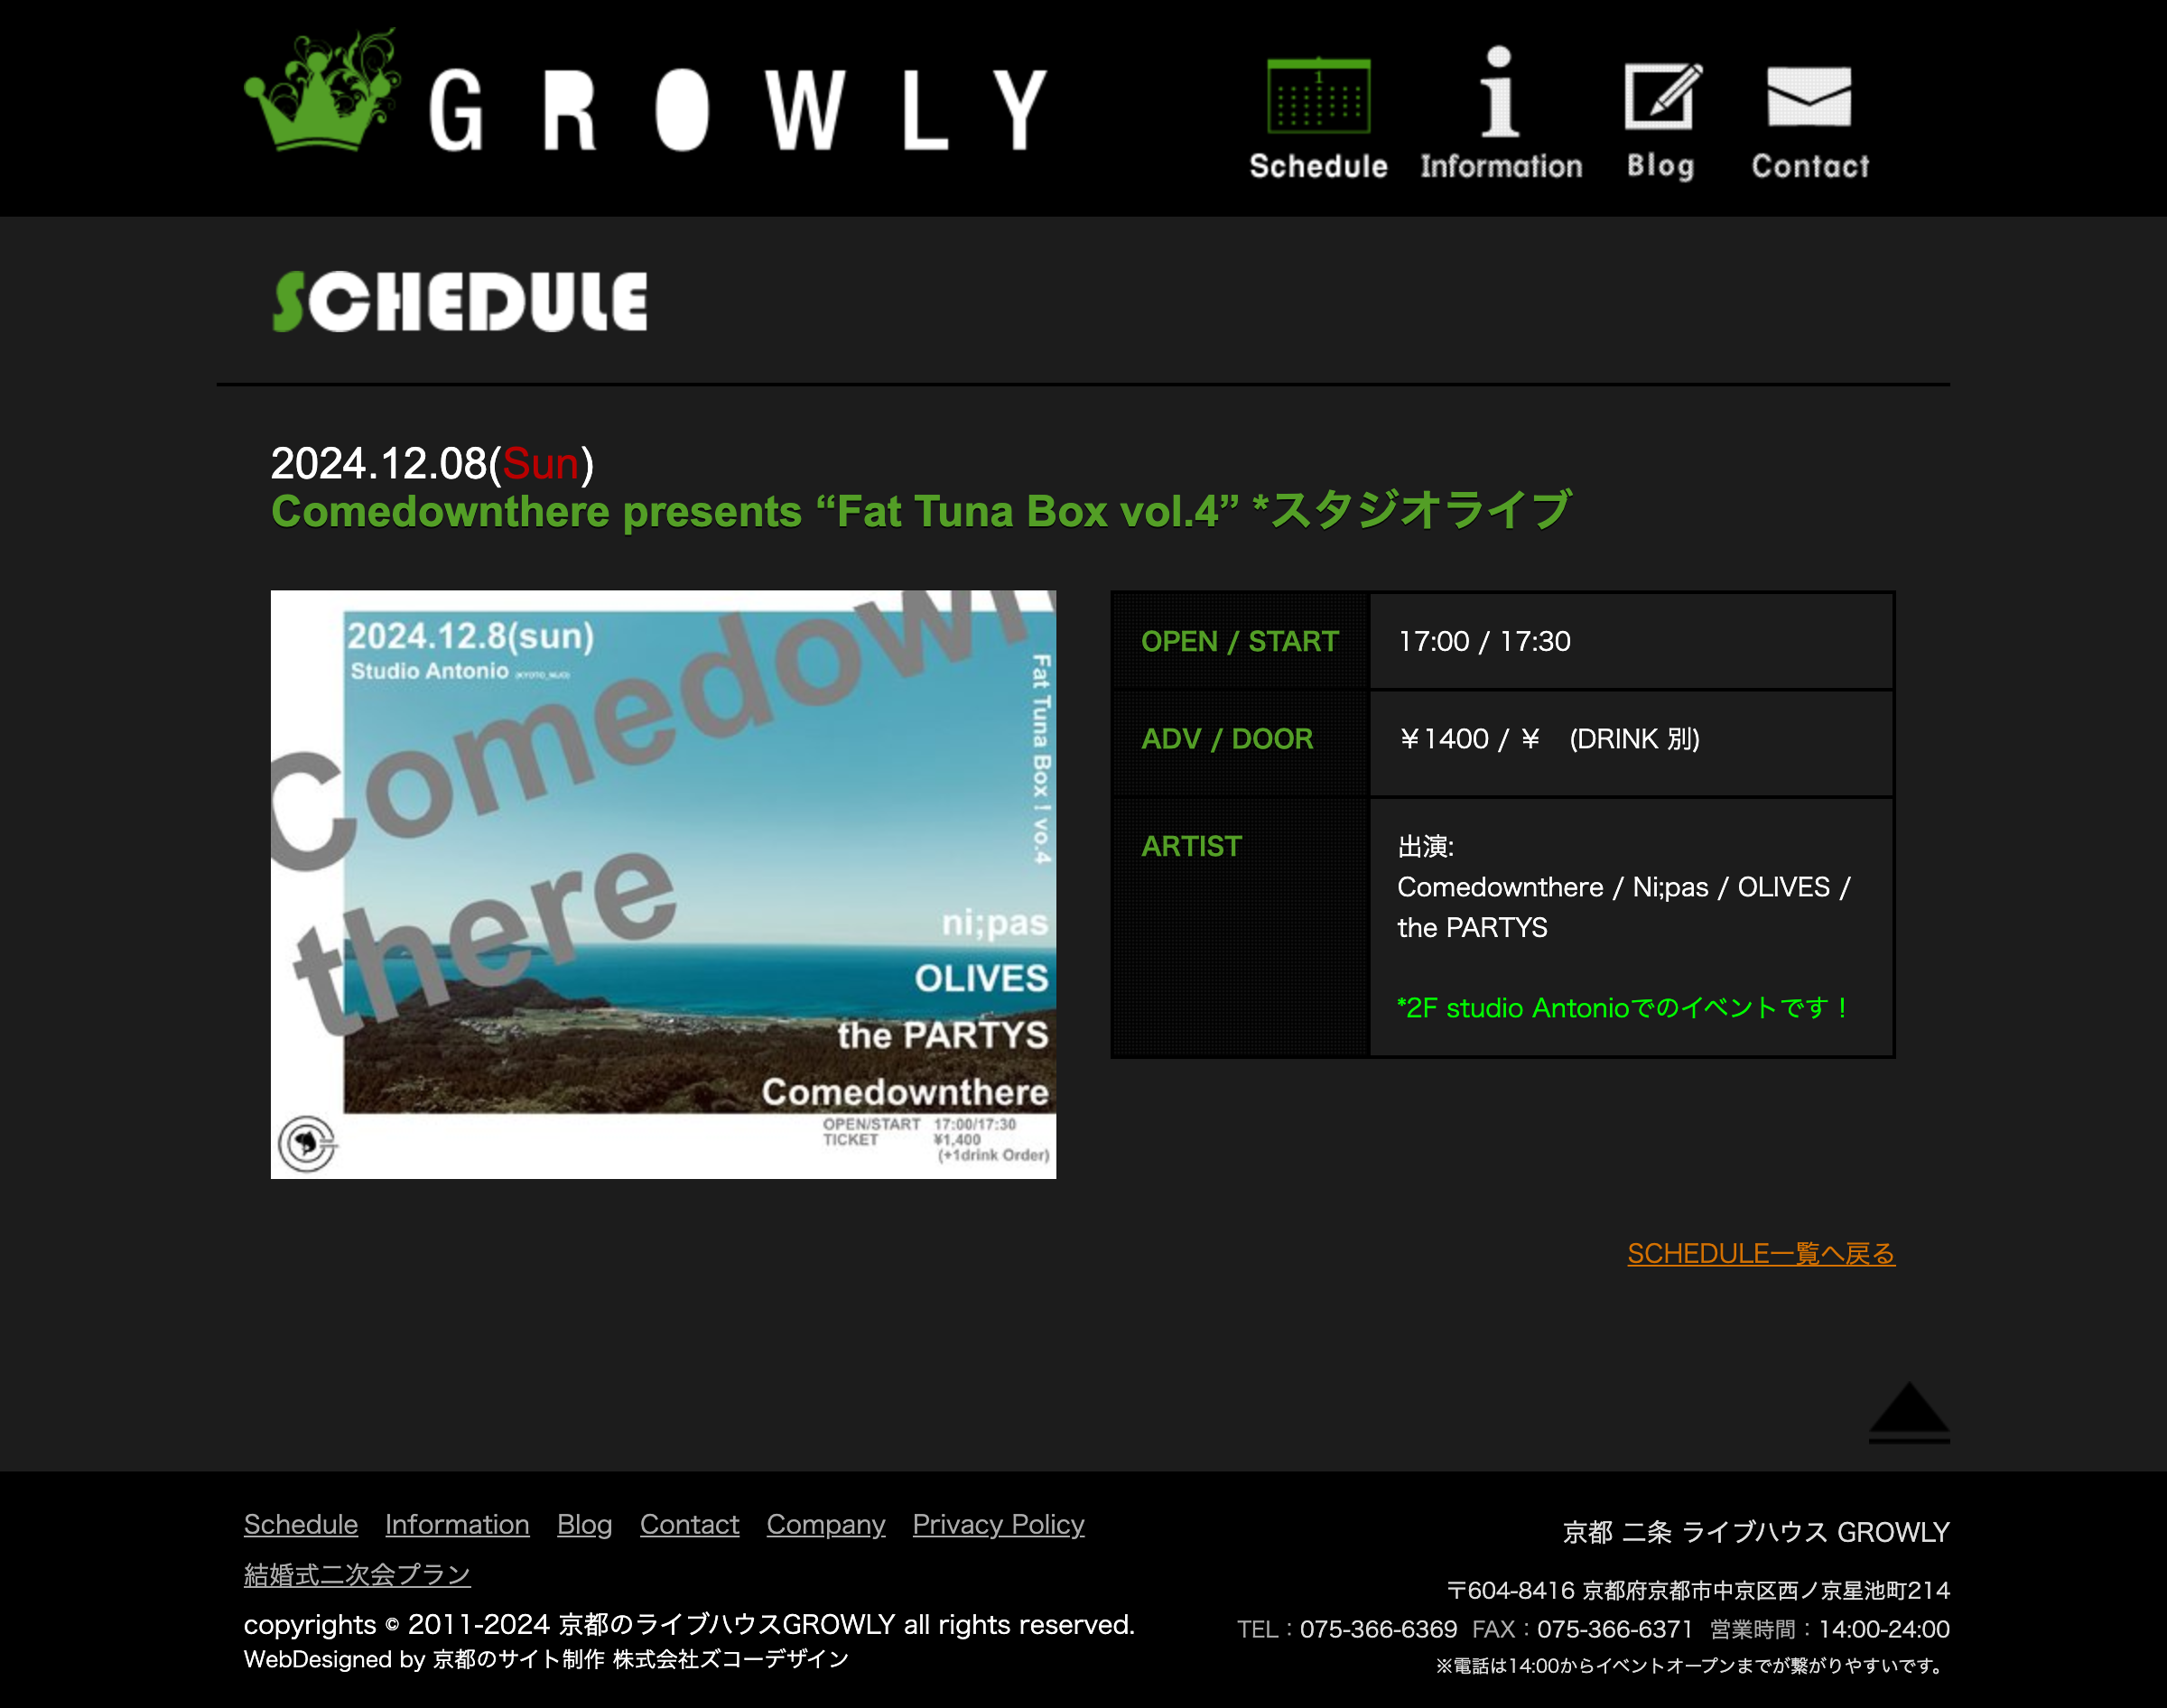 GROWLY
Schedule
Information
Blog
Contact
SCHEDULE
2024.12.08(Sun)
Comedownthere presents “Fat Tuna Box vol.4” *スタジオライブ
2024.12.8(sun)
Studio Antonio (KYOTO_NIJO)
Comedown
there
Fat Tuna Box ! vo.4
ni;pas
OLIVES
the PARTYS
Comedownthere
OPEN/START 17:00/17:30
TICKET ¥1,400
(+1drink Order)
OPEN / START
17:00 / 17:30
ADV / DOOR
￥1400 / ￥　(DRINK 別)
ARTIST
出演:
Comedownthere / Ni;pas / OLIVES /
the PARTYS
*2F studio Antonioでのイベントです！
SCHEDULE一覧へ戻る
Schedule Information Blog Contact Company Privacy Policy
結婚式二次会プラン
copyrights © 2011-2024 京都のライブハウスGROWLY all rights reserved.
WebDesigned by 京都のサイト制作 株式会社ズコーデザイン
京都 二条 ライブハウス GROWLY
〒604-8416 京都府京都市中京区西ノ京星池町214
TEL：075-366-6369 FAX：075-366-6371 営業時間：14:00-24:00
※電話は14:00からイベントオープンまでが繋がりやすいです。